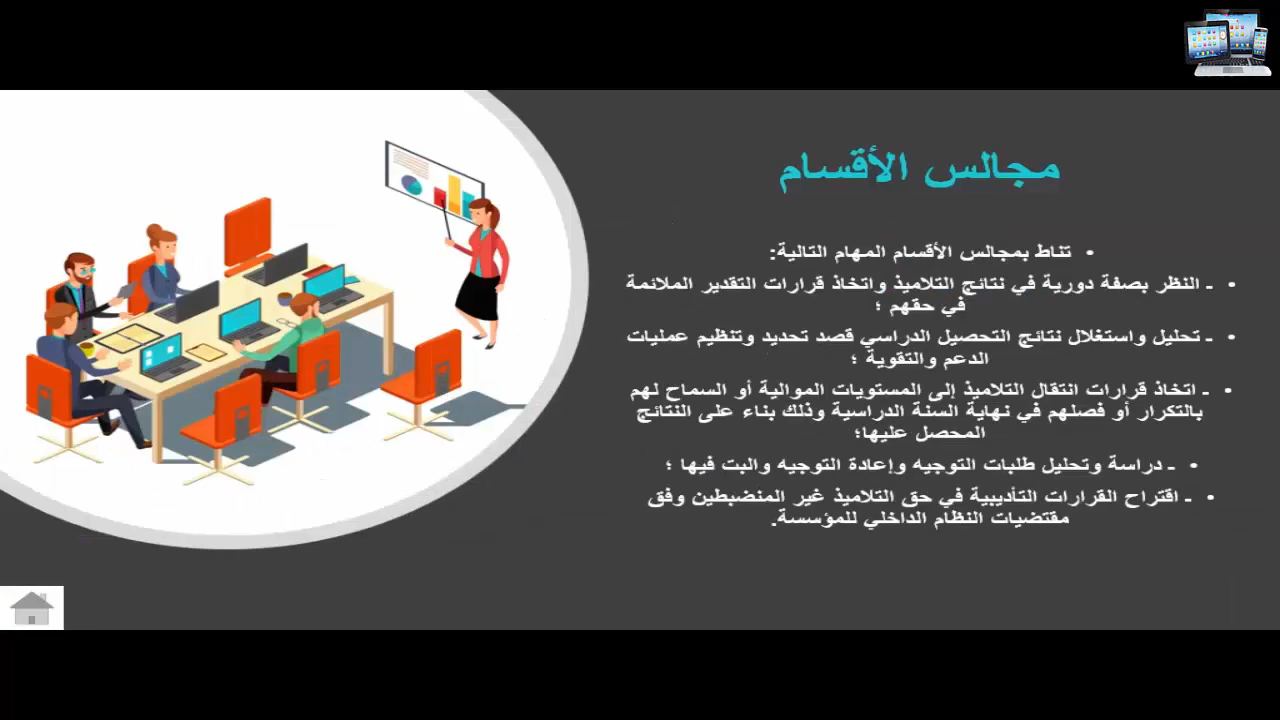 مجالس الأقسام
• تناط بمجالس الأقسام المهام التالية:
• ـ النظر بصفة دورية في نتائج التلاميذ واتخاذ قرارات التقدير الملائمة
في حقهم ؛
• ـ تحليل واستغلال نتائج التحصيل الدراسي قصد تحديد وتنظيم عمليات
الدعم والتقوية ؛
• ـ اتخاذ قرارات انتقال التلاميذ إلى المستويات الموالية أو السماح لهم
بالتكرار أو فصلهم في نهاية السنة الدراسية وذلك بناء على النتائج
المحصل عليها؛
• ـ دراسة وتحليل طلبات التوجيه وإعادة التوجيه والبت فيها ؛
• ـ اقتراح القرارات التأديبية في حق التلاميذ غير المنضبطين وفق
مقتضيات النظام الداخلي للمؤسسة.